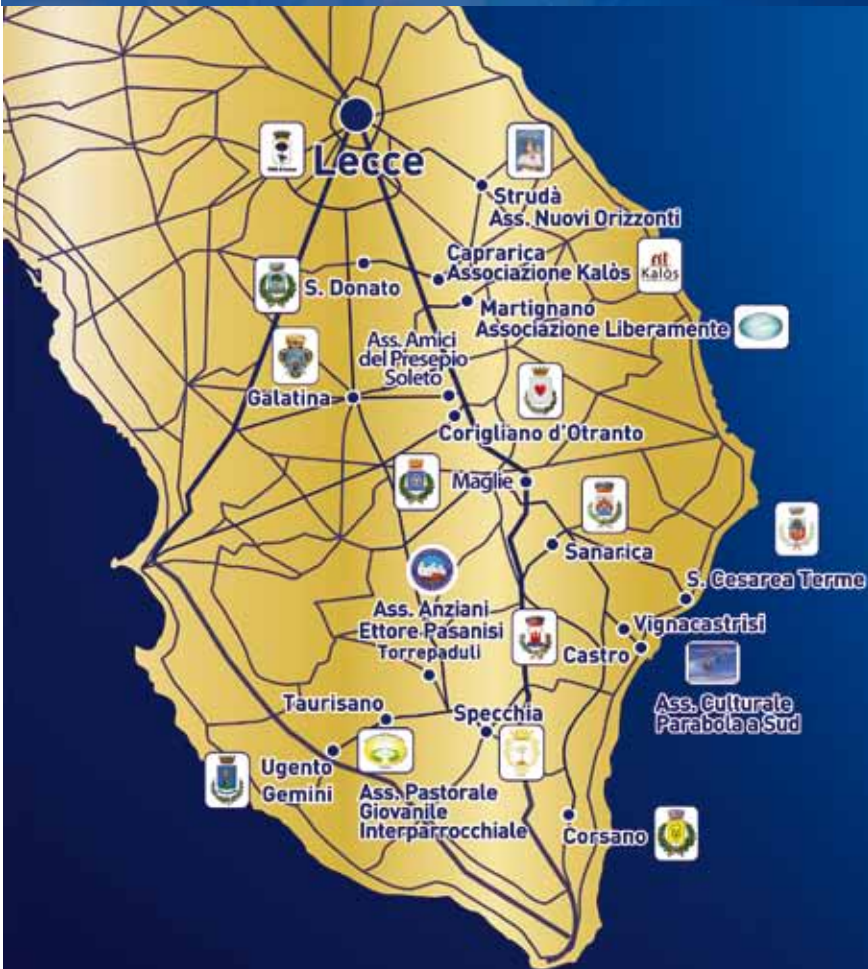 Lecce
Strudà
Ass. Nuovi Orizzonti
Caprarica
Associazione Kalòs
Kalòs
S. Donato
Martignano
Associazione Liberamente
Ass. Amici
del Presepio
Soleto
Galatina
Corigliano d'Otranto
Maglie
Sanarica
S. Cesarea Terme
Ass. Anziani
Ettore Pasanisi
Torrepaduli
Vignacastrisi
Castro
Ass. Culturale
Parabola a Sud
Taurisano
Specchia
Ugento
Gemini
Ass. Pastorale
Giovanile
Interparrocchiale
Corsano